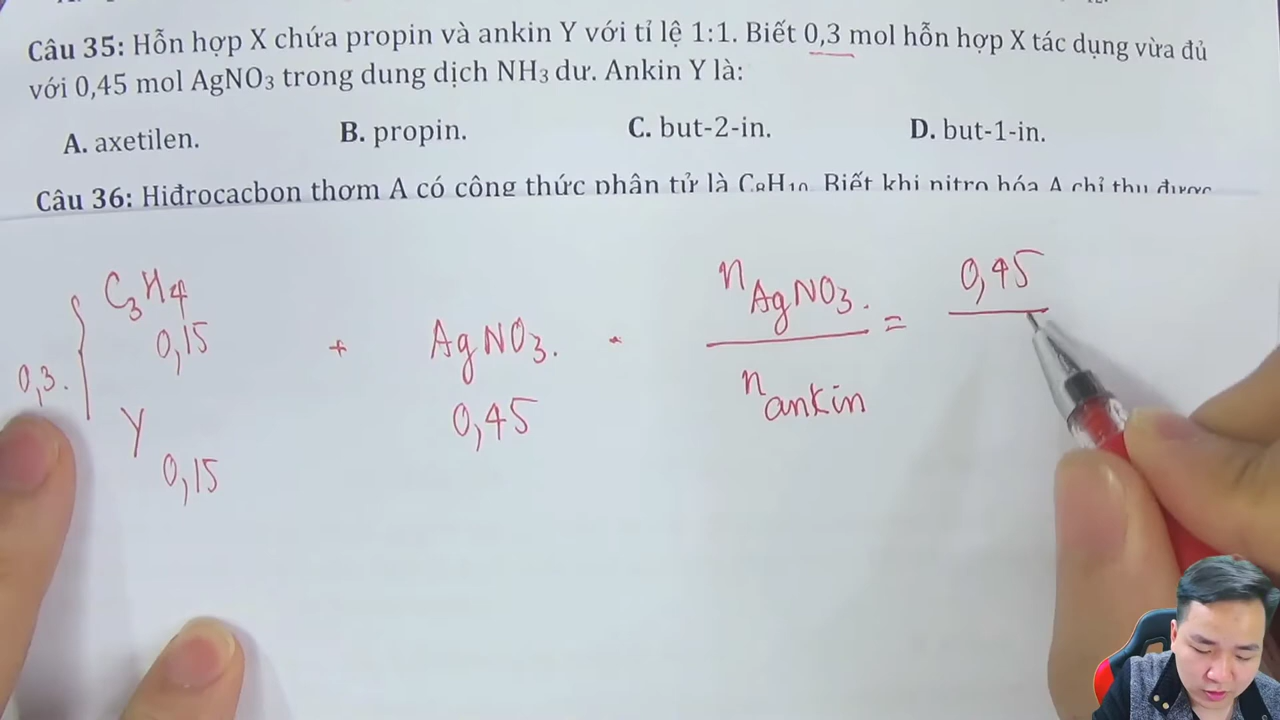 Câu 35: Hỗn hợp X chứa propin và ankin Y với tỉ lệ 1:1. Biết 0,3 mol hỗn hợp X tác dụng vừa đủ
với 0,45 mol AgNO₃ trong dung dịch NH₃ dư. Ankin Y là:
A. axetilen. B. propin. C. but-2-in. D. but-1-in.
Câu 36: Hiđrocacbon thơm A có công thức phân tử là C₈H₁₀. Biết khi nitro hóa A chỉ thu được
C₃H₄
0,15
0,3.
Y
0,15
+
AgNO₃.
0,45
n AgNO₃.
n ankin
=
0,45